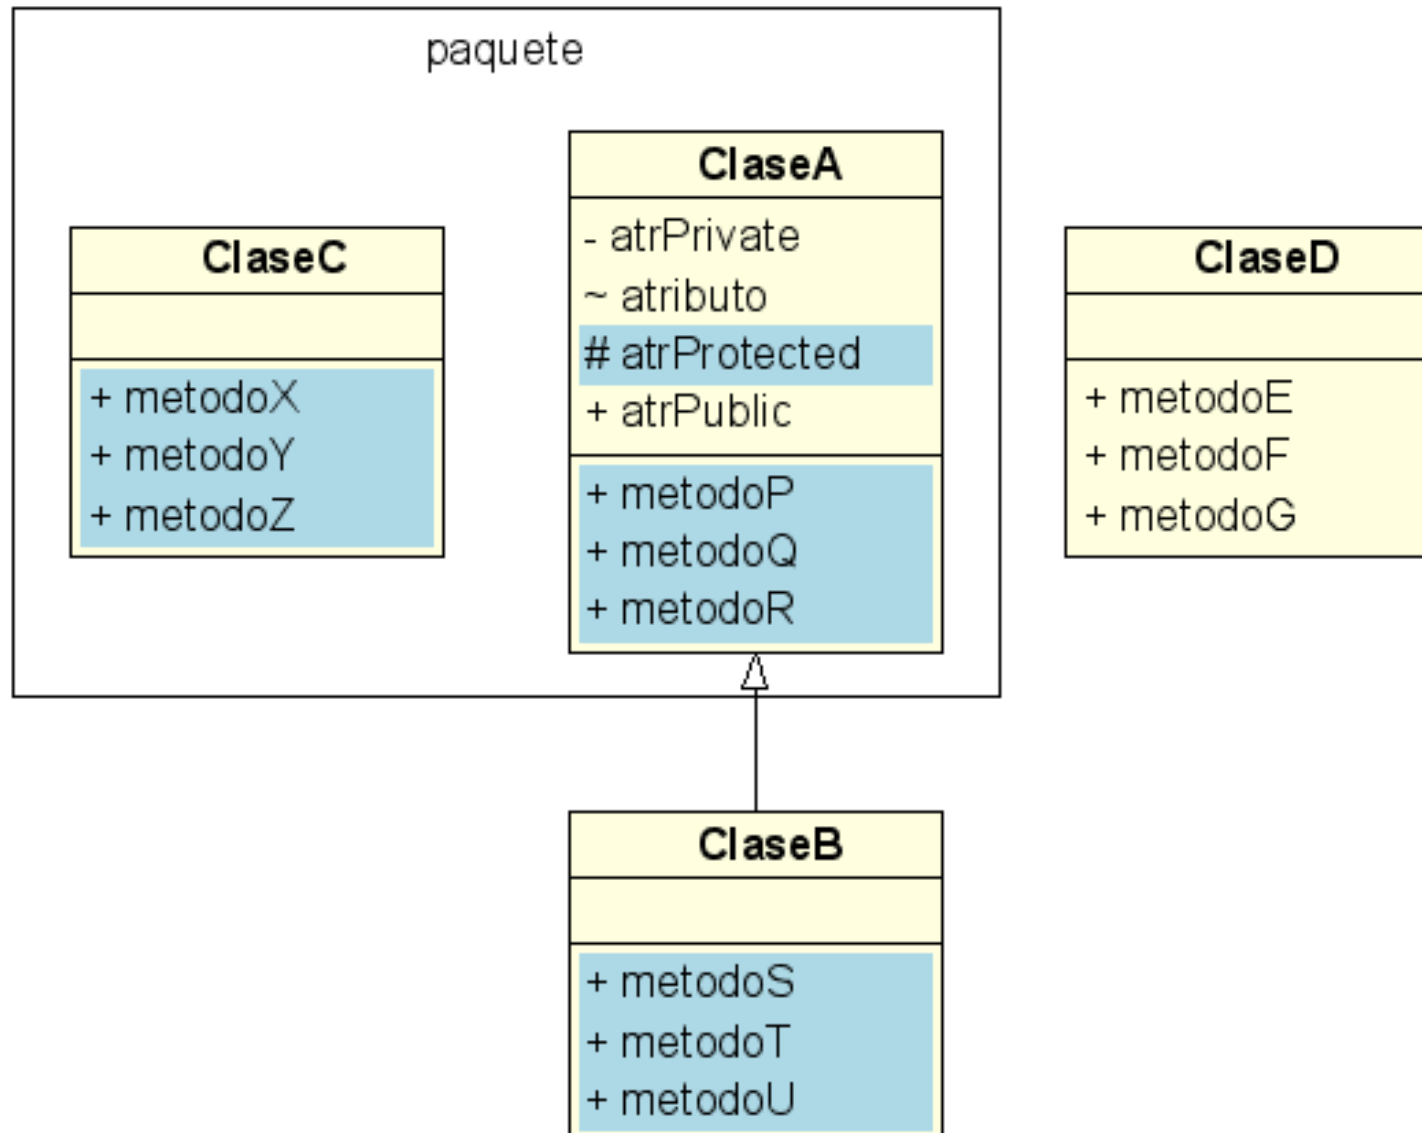 paquete
ClaseA
- atrPrivate
~ atributo
# atrProtected
+ atrPublic
+ metodoP
+ metodoQ
+ metodoR
ClaseC
+ metodoX
+ metodoY
+ metodoZ
ClaseD
+ metodoE
+ metodoF
+ metodoG
ClaseB
+ metodoS
+ metodoT
+ metodoU